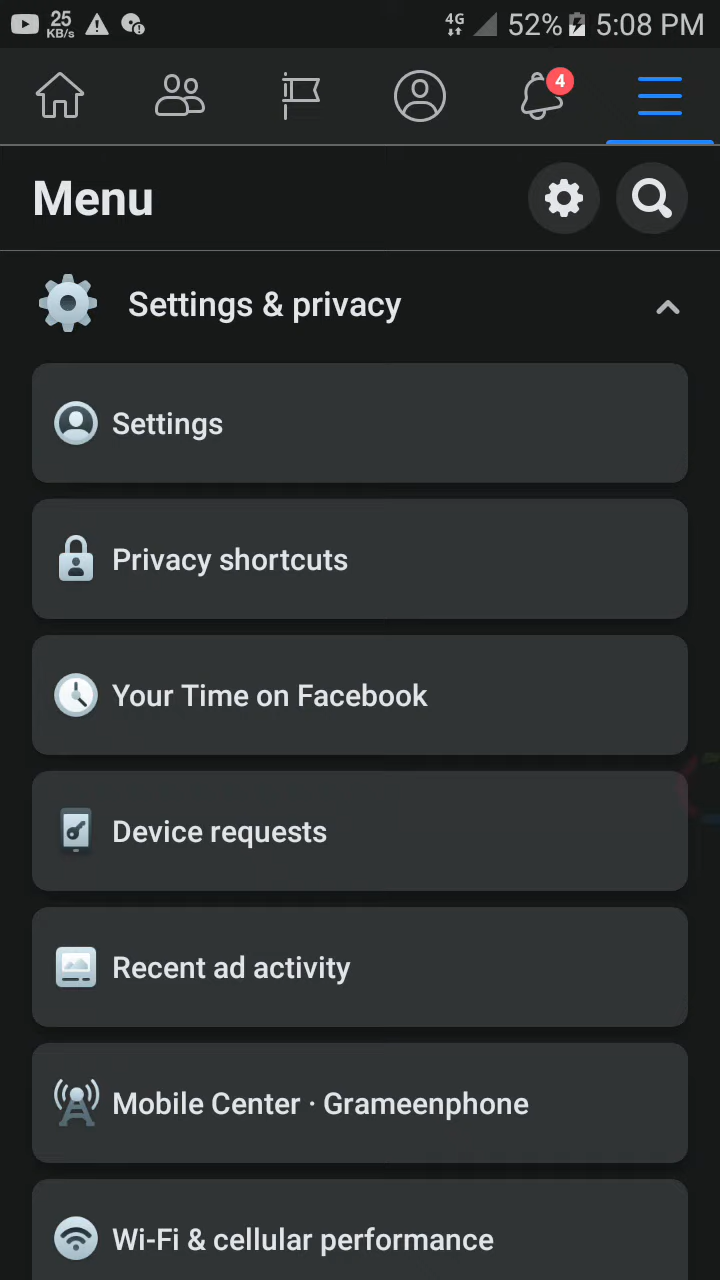 25 KB/s 4G 52% 5:08 PM
4
Menu
Settings & privacy
Settings
Privacy shortcuts
Your Time on Facebook
Device requests
Recent ad activity
Mobile Center · Grameenphone
Wi-Fi & cellular performance